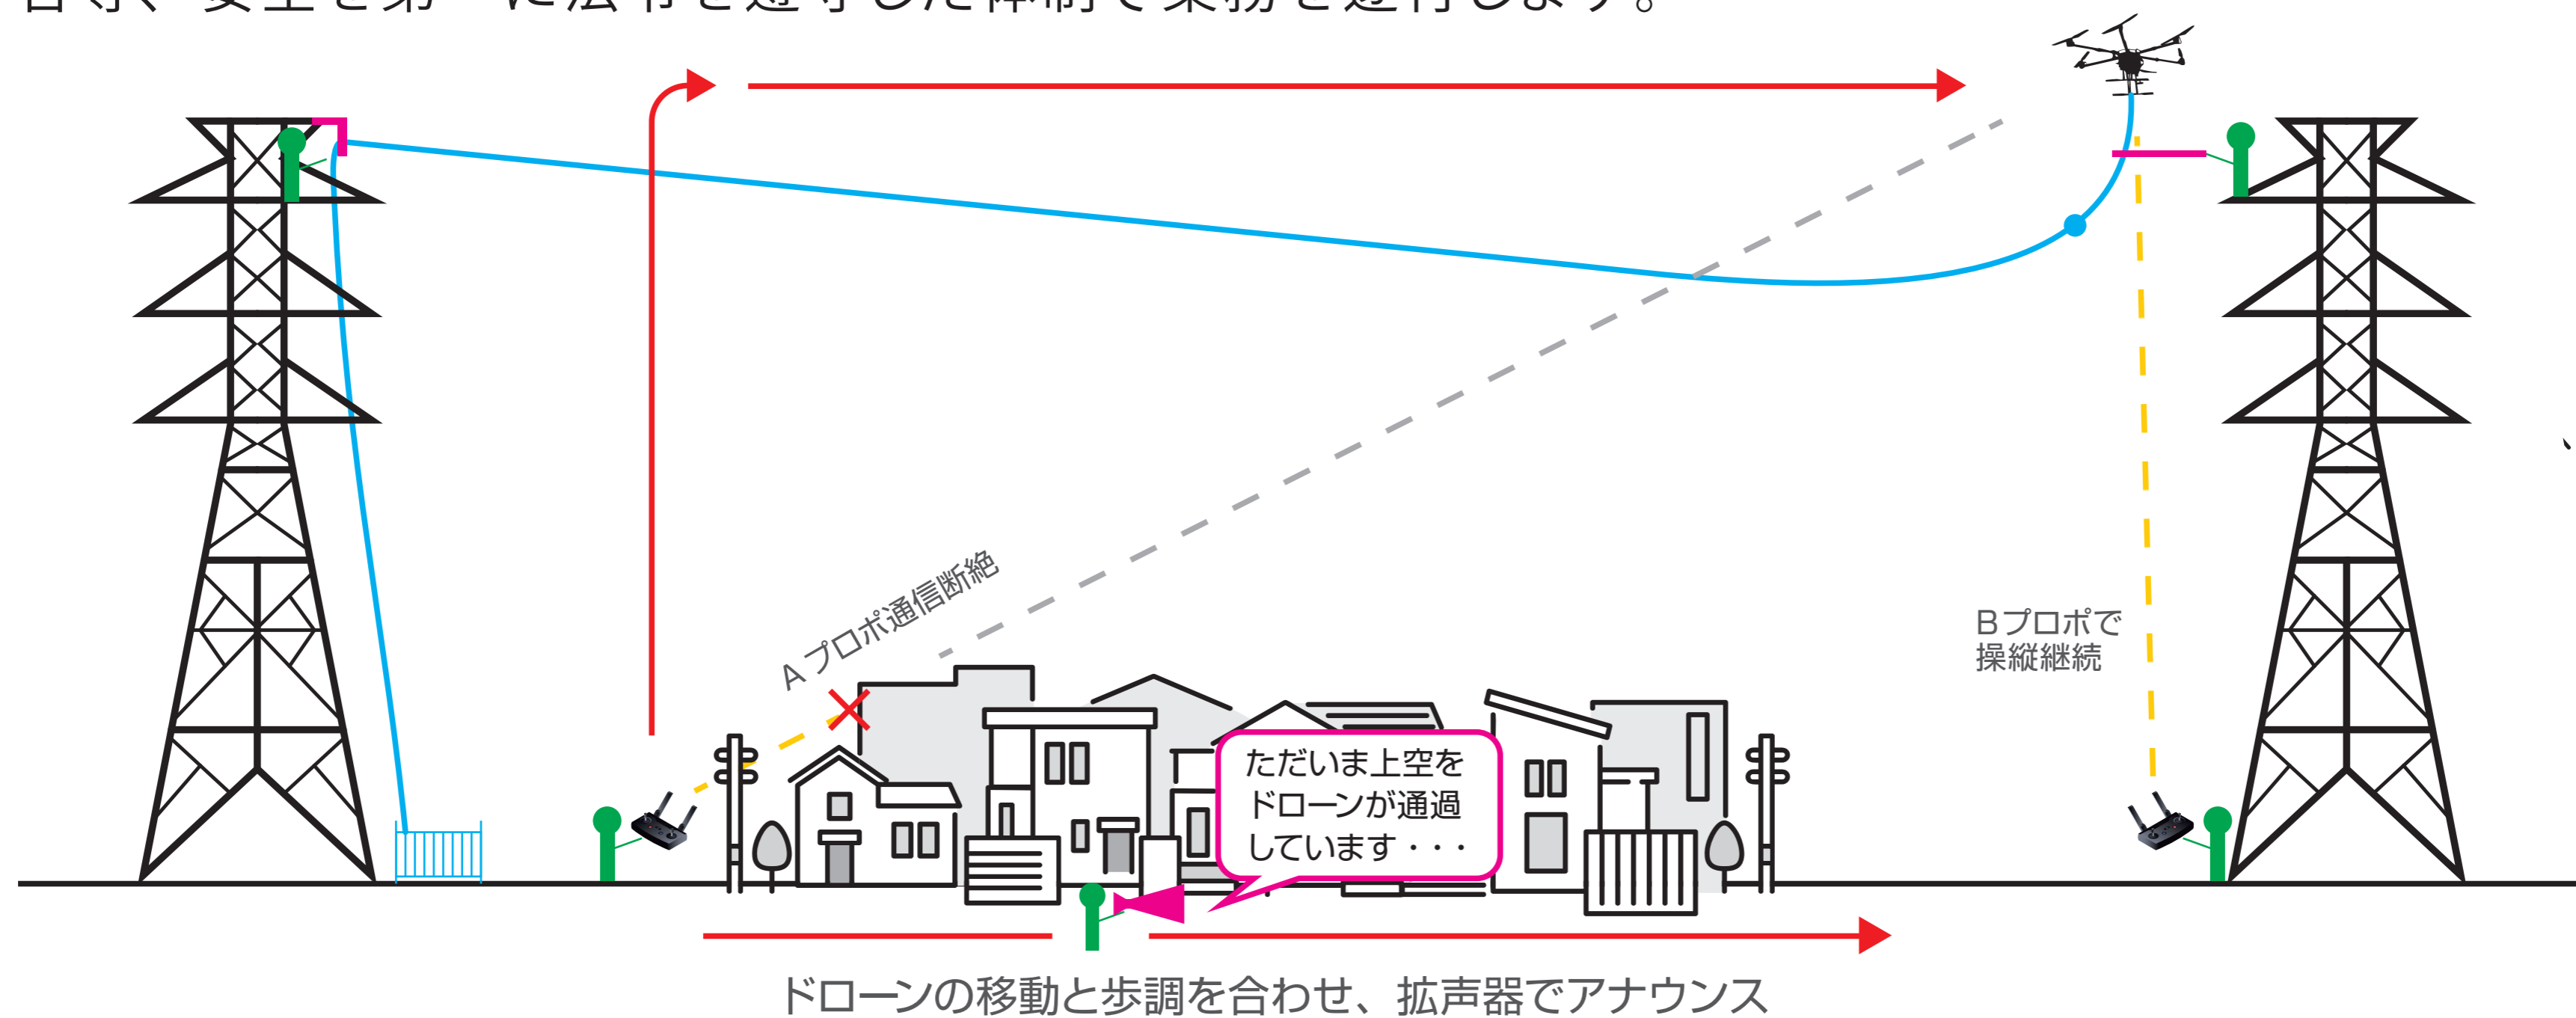 Aプロポ通信断絶
Bプロポで
操縦継続
ただいま上空を
ドローンが通過
しています・・・
ドローンの移動と歩調を合わせ、拡声器でアナウンス